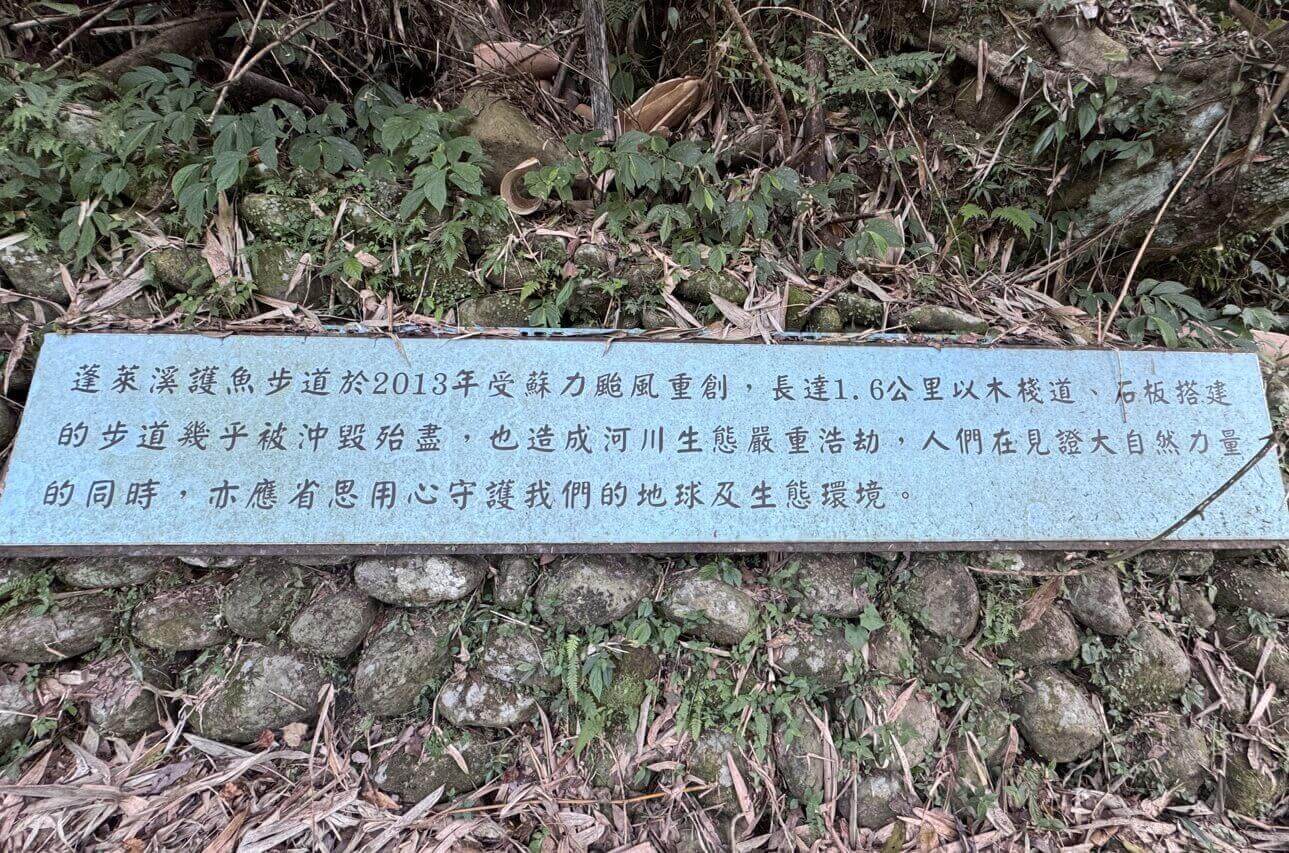 蓬萊溪護魚步道於2013年受蘇力颱風重創，長達1.6公里以木棧道、石板搭建
的步道幾乎被沖毀殆盡，也造成河川生態嚴重浩劫，人們在見證大自然力量
的同時，亦應省思用心守護我們的地球及生態環境。